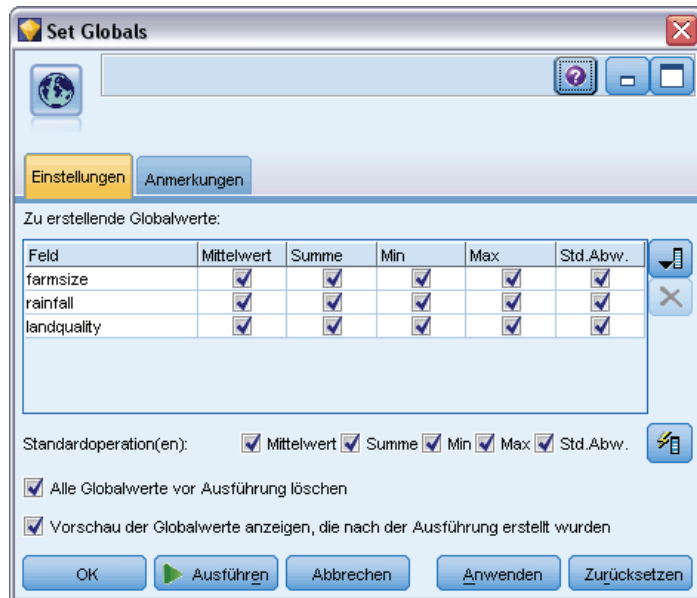 Set Globals
Einstellungen Anmerkungen
Zu erstellende Globalwerte:
Feld Mittelwert Summe Min Max Std.Abw.
farmsize
rainfall
landquality
Standardoperation(en): Mittelwert Summe Min Max Std.Abw.
Alle Globalwerte vor Ausführung löschen
Vorschau der Globalwerte anzeigen, die nach der Ausführung erstellt wurden
OK Ausführen Abbrechen Anwenden Zurücksetzen